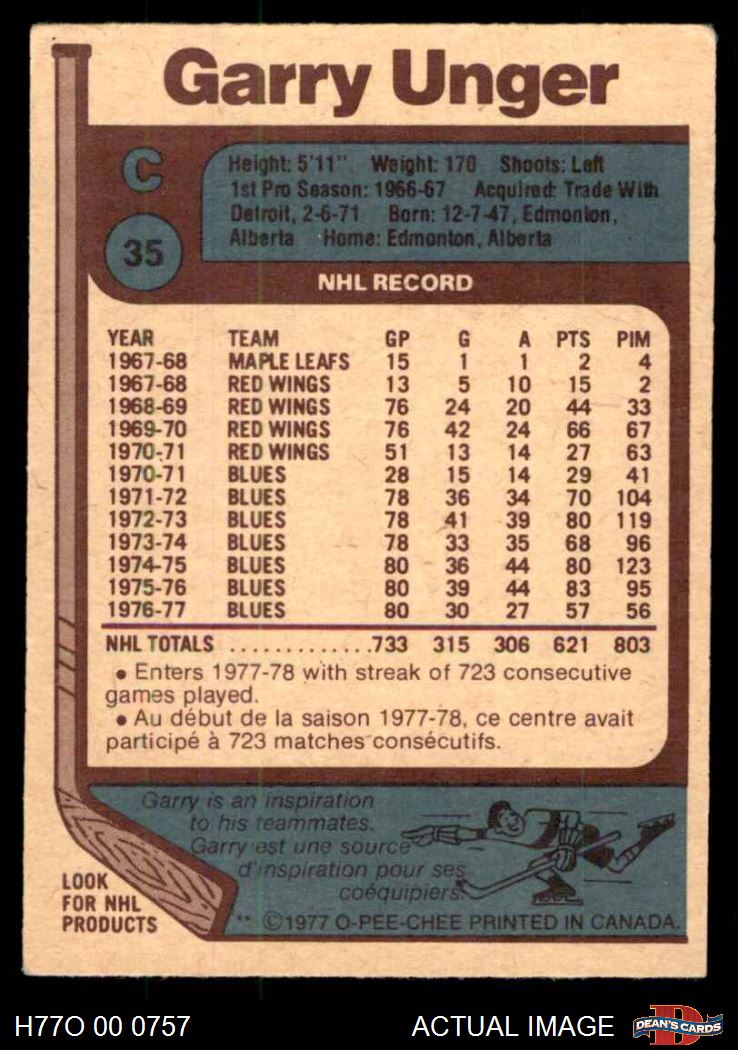 Garry Unger
C
35
Height: 5'11" Weight: 170 Shoots: Left
1st Pro Season: 1966-67 Acquired: Trade With
Detroit, 2-6-71 Born: 12-7-47, Edmonton,
Alberta Home: Edmonton, Alberta
NHL RECORD
YEAR TEAM GP G A PTS PIM
1967-68 MAPLE LEAFS 15 1 1 2 4
1967-68 RED WINGS 13 5 10 15 2
1968-69 RED WINGS 76 24 20 44 33
1969-70 RED WINGS 76 42 24 66 67
1970-71 RED WINGS 51 13 14 27 63
1970-71 BLUES 28 15 14 29 41
1971-72 BLUES 78 36 34 70 104
1972-73 BLUES 78 41 39 80 119
1973-74 BLUES 78 33 35 68 96
1974-75 BLUES 80 36 44 80 123
1975-76 BLUES 80 39 44 83 95
1976-77 BLUES 80 30 27 57 56
NHL TOTALS .............733 315 306 621 803
• Enters 1977-78 with streak of 723 consecutive
games played.
• Au début de la saison 1977-78, ce centre avait
participé à 723 matches consécutifs.
Garry is an inspiration
to his teammates.
Garry est une source
d'inspiration pour ses
coéquipiers.
LOOK
FOR NHL
PRODUCTS
** ©1977 O-PEE-CHEE PRINTED IN CANADA.
H77O 00 0757
ACTUAL IMAGE
D
DEAN'S CARDS